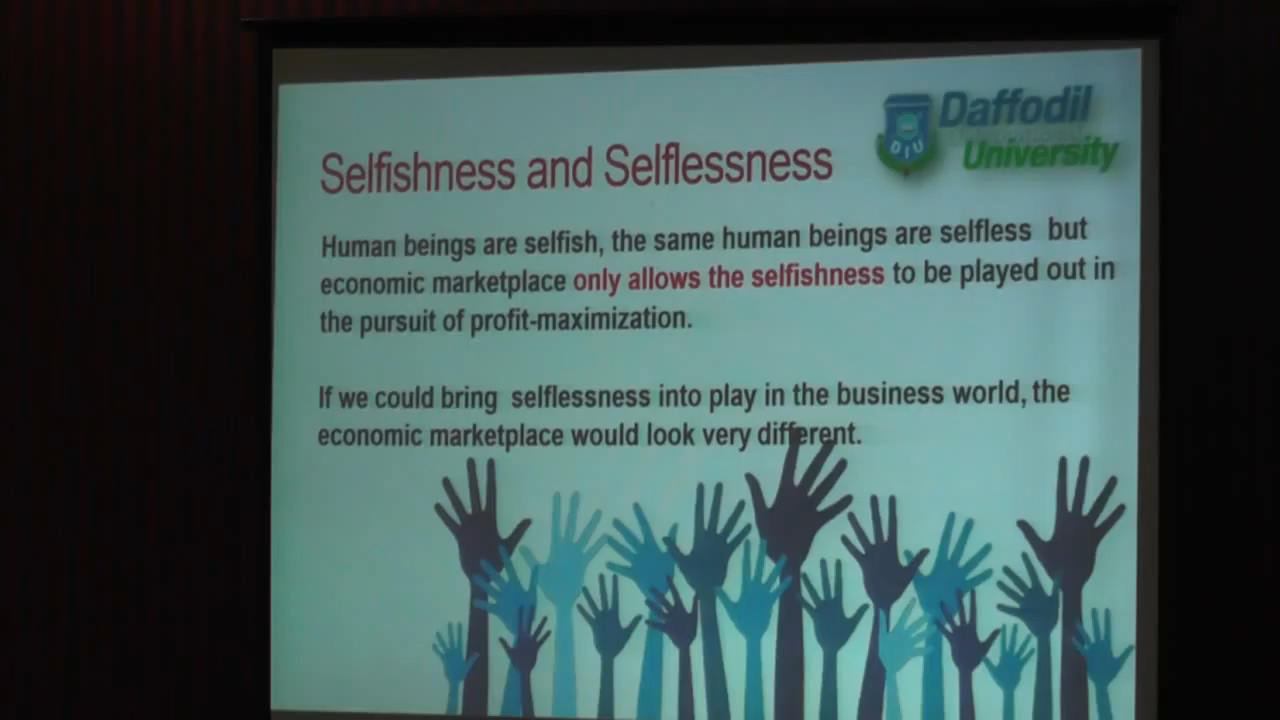 Daffodil
University
DIU
Selfishness and Selflessness
Human beings are selfish, the same human beings are selfless but
economic marketplace only allows the selfishness to be played out in
the pursuit of profit-maximization.
If we could bring selflessness into play in the business world, the
economic marketplace would look very different.